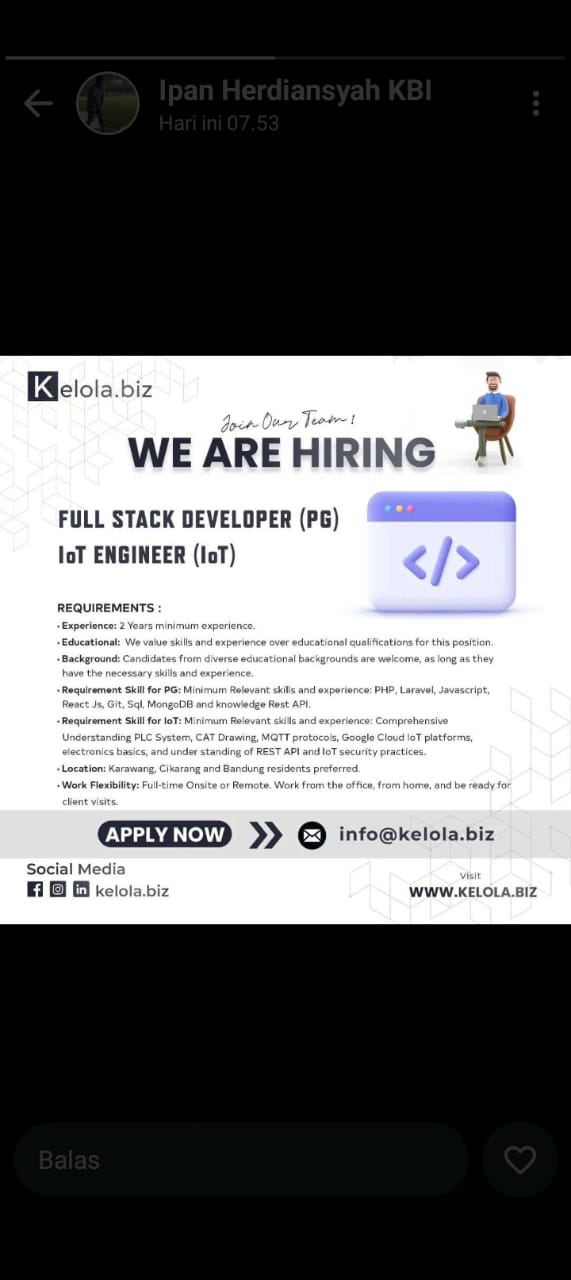 Ipan Herdiansyah KBI
Hari ini 07.53
Kelola.biz
Join Our Team!
WE ARE HIRING
FULL STACK DEVELOPER (PG)
IoT ENGINEER (IoT)
</>
REQUIREMENTS :
• Experience: 2 Years minimum experience.
• Educational: We value skills and experience over educational qualifications for this position.
• Background: Candidates from diverse educational backgrounds are welcome, as long as they
have the necessary skills and experience.
• Requirement Skill for PG: Minimum Relevant skills and experience: PHP, Laravel, Javascript,
React Js, Git, Sql, MongoDB and knowledge Rest API.
• Requirement Skill for IoT: Minimum Relevant skills and experience: Comprehensive
Understanding PLC System, CAT Drawing, MQTT protocols, Google Cloud IoT platforms,
electronics basics, and under standing of REST API and IoT security practices.
• Location: Karawang, Cikarang and Bandung residents preferred.
• Work Flexibility: Full-time Onsite or Remote. Work from the office, from home, and be ready for
client visits.
APPLY NOW info@kelola.biz
Social Media
kelola.biz
Visit
WWW.KELOLA.BIZ
Balas